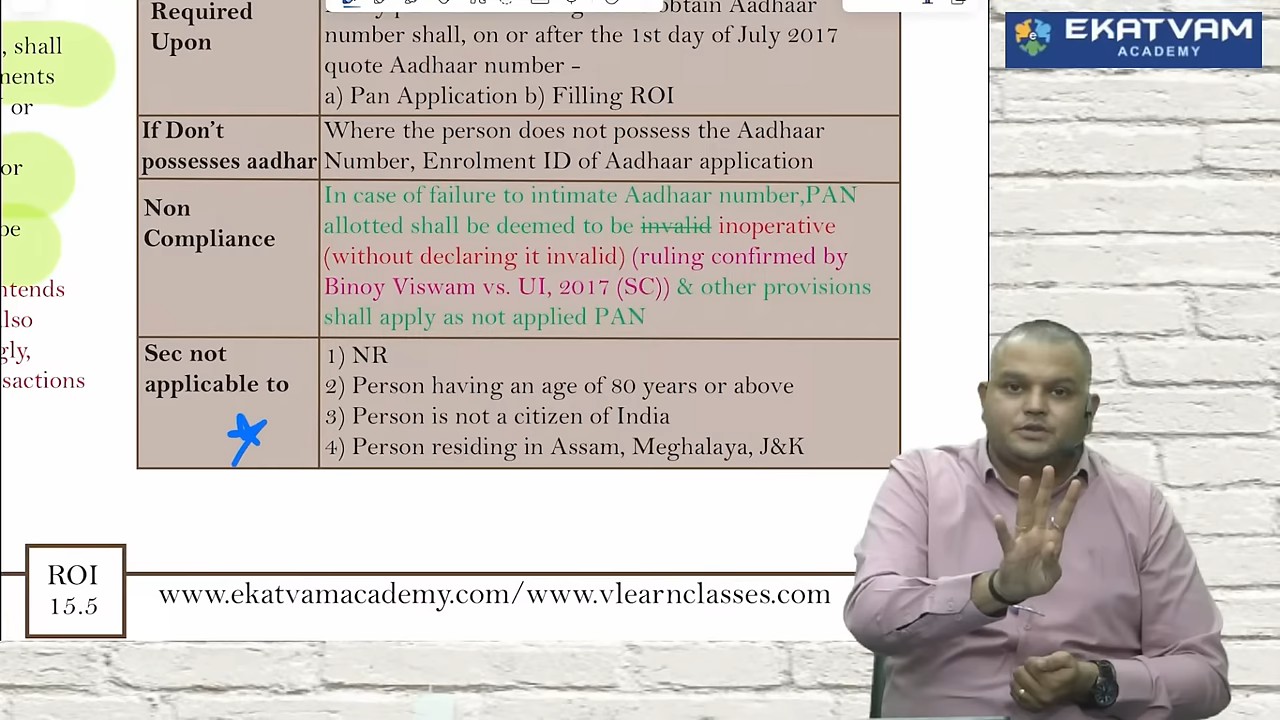 EKATVAM
ACADEMY
, shall
nents
or
or
be
ntends
also
gly,
sactions
Required
Upon
obtain Aadhaar
number shall, on or after the 1st day of July 2017
quote Aadhaar number –
a) Pan Application b) Filling ROI
If Don't
possesses aadhar
Where the person does not possess the Aadhaar
Number, Enrolment ID of Aadhaar application
Non
Compliance
In case of failure to intimate Aadhaar number,PAN
allotted shall be deemed to be invalid inoperative
(without declaring it invalid) (ruling confirmed by
Binoy Viswam vs. UI, 2017 (SC)) & other provisions
shall apply as not applied PAN
Sec not
applicable to
1) NR
2) Person having an age of 80 years or above
3) Person is not a citizen of India
4) Person residing in Assam, Meghalaya, J&K
ROI
15.5
www.ekatvamacademy.com/www.vlearnclasses.com